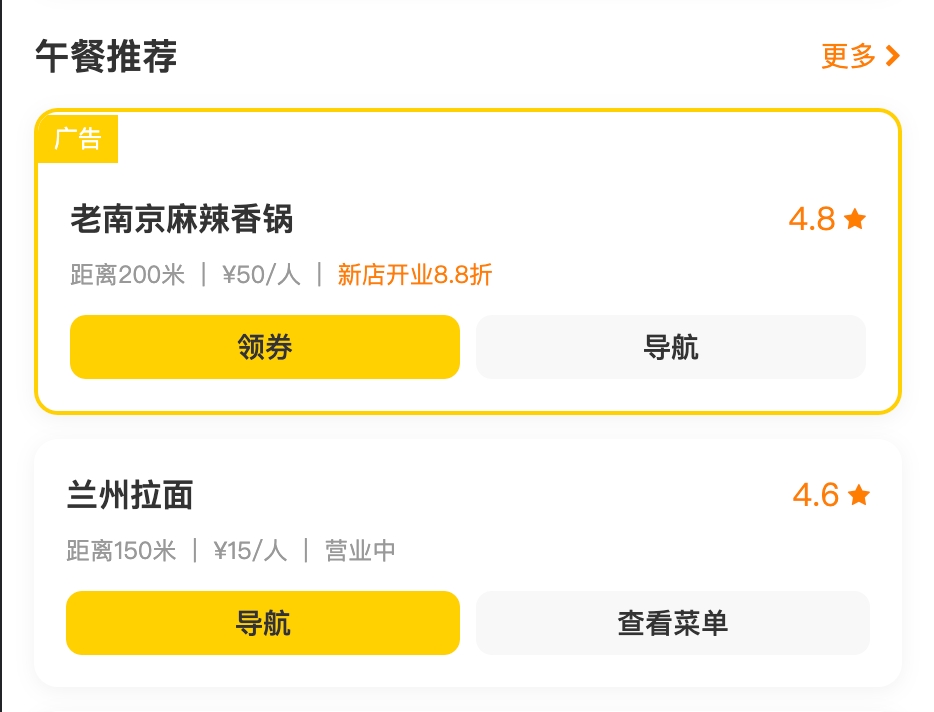 午餐推荐 更多
广告
老南京麻辣香锅 4.8
距离200米 | ¥50/人 | 新店开业8.8折
领券 导航
兰州拉面 4.6
距离150米 | ¥15/人 | 营业中
导航 查看菜单